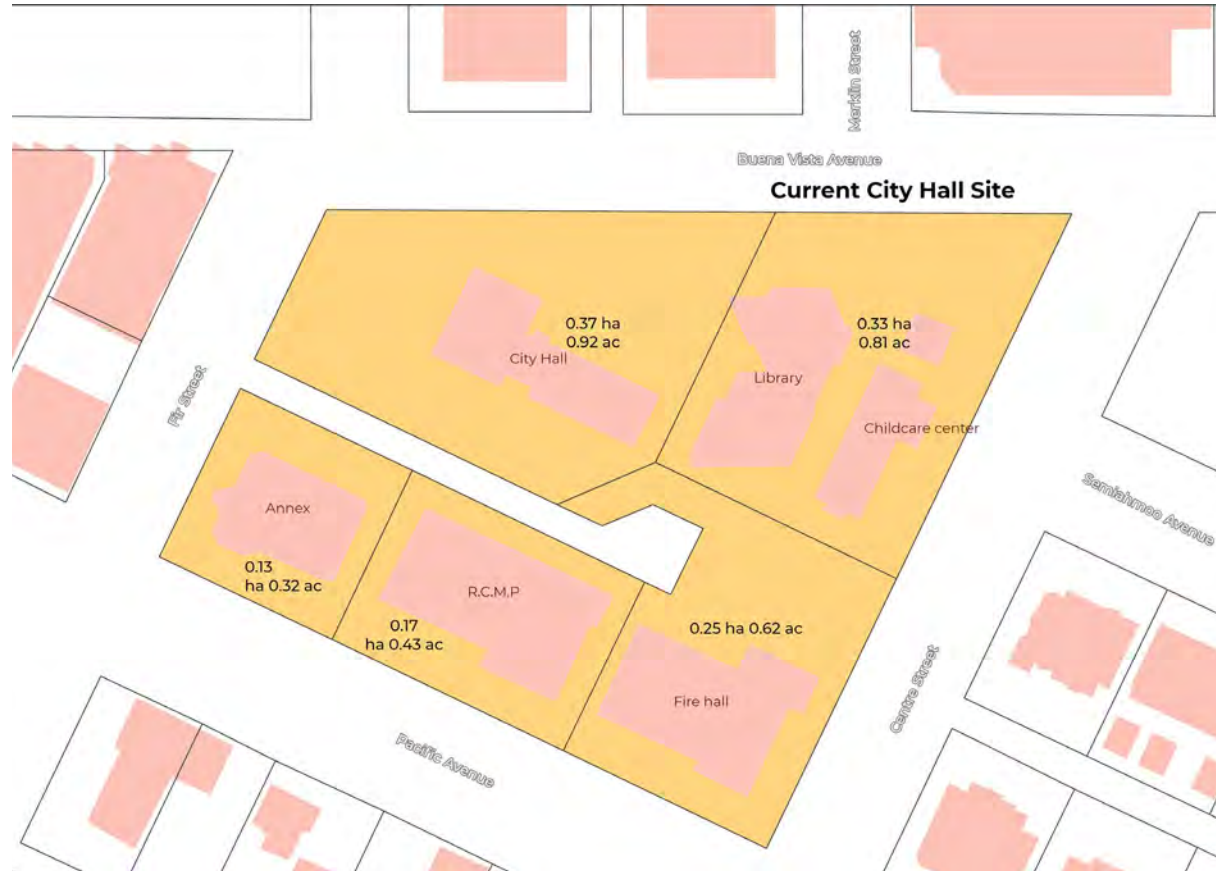 Merklin Street
Buena Vista Avenue
Current City Hall Site
0.37 ha
0.92 ac
City Hall
0.33 ha
0.81 ac
Library
Childcare center
Fir Street
Semiahmoo Avenue
Annex
0.13
ha 0.32 ac
R.C.M.P
0.17
ha 0.43 ac
0.25 ha 0.62 ac
Fire hall
Centre Street
Pacific Avenue